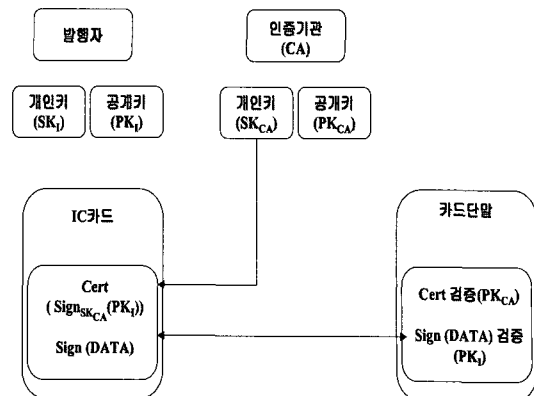 발행자
인증기관
(CA)
개인키
(SK_I)
공개키
(PK_I)
개인키
(SK_CA)
공개키
(PK_CA)
IC카드
카드단말
Cert
( Sign_SK_CA(PK_I))
Sign (DATA)
Cert 검증(PK_CA)
Sign (DATA) 검증
(PK_I)